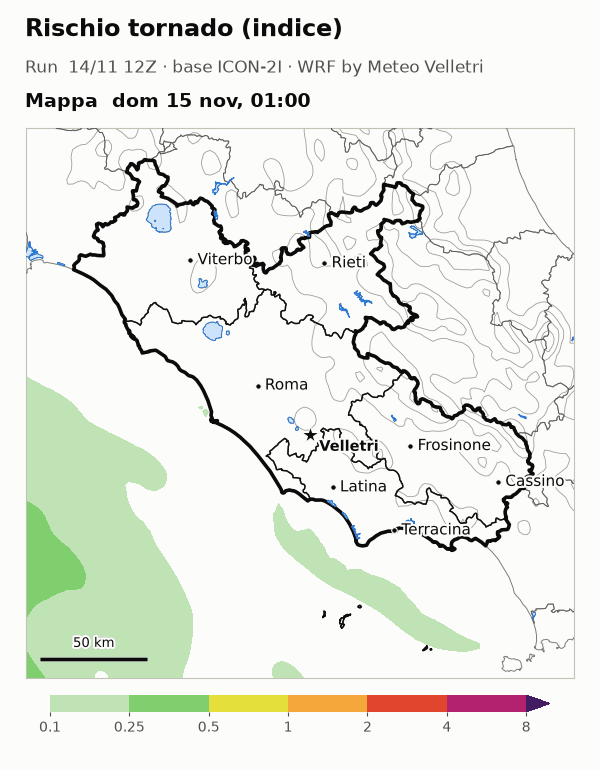 Rischio tornado (indice)
Run  14/11 12Z · base ICON-2I · WRF by Meteo Velletri
Mappa  dom 15 nov, 01:00
Viterbo
Rieti
Roma
Velletri
Frosinone
Cassino
Latina
Terracina
50 km
0.1 0.25 0.5 1 2 4 8